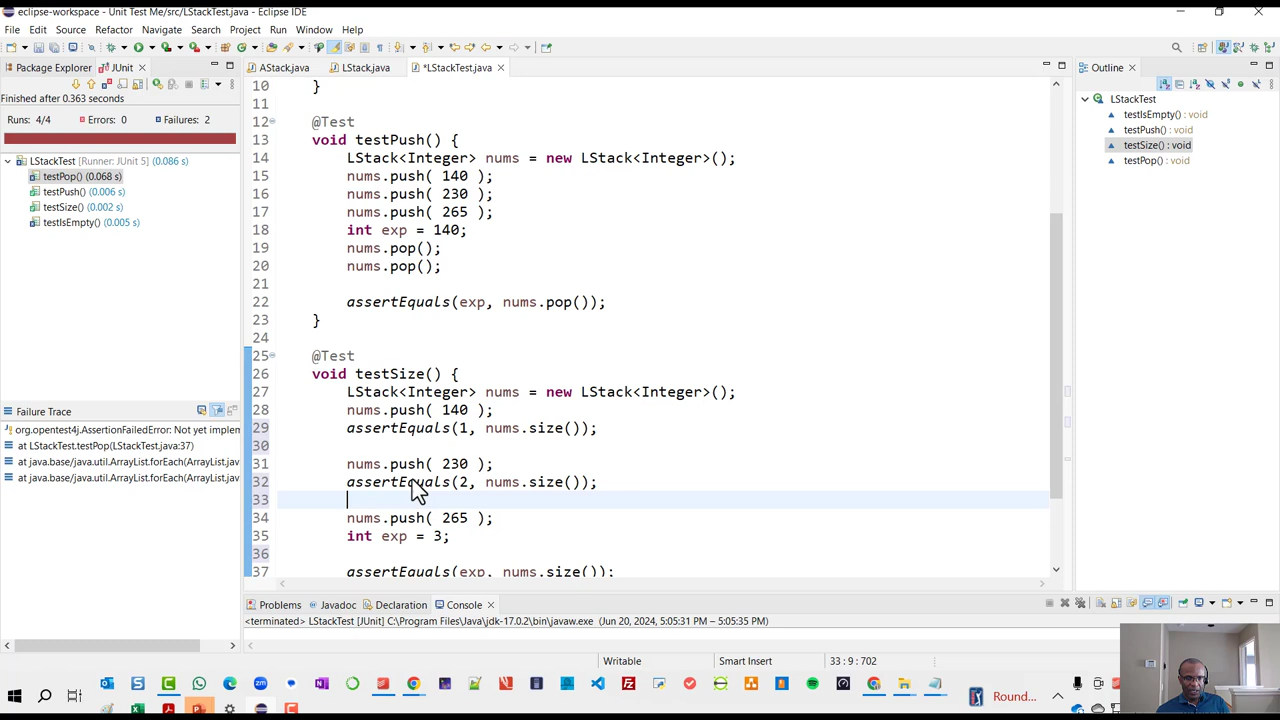 eclipse-workspace - Unit Test Me/src/LStackTest.java - Eclipse IDE
File Edit Source Refactor Navigate Search Project Run Window Help
Package Explorer JUnit
Finished after 0.363 seconds
Runs: 4/4 Errors: 0 Failures: 2
LStackTest [Runner: JUnit 5] (0.086 s)
testPop() (0.068 s)
testPush() (0.006 s)
testSize() (0.002 s)
testIsEmpty() (0.005 s)
Failure Trace
org.opentest4j.AssertionFailedError: Not yet implem
at LStackTest.testPop(LStackTest.java:37)
at java.base/java.util.ArrayList.forEach(ArrayList.jav
at java.base/java.util.ArrayList.forEach(ArrayList.jav
AStack.java LStack.java *LStackTest.java
10 }
11
12 @Test
13 void testPush() {
14 LStack<Integer> nums = new LStack<Integer>();
15 nums.push( 140 );
16 nums.push( 230 );
17 nums.push( 265 );
18 int exp = 140;
19 nums.pop();
20 nums.pop();
21
22 assertEquals(exp, nums.pop());
23 }
24
25 @Test
26 void testSize() {
27 LStack<Integer> nums = new LStack<Integer>();
28 nums.push( 140 );
29 assertEquals(1, nums.size());
30
31 nums.push( 230 );
32 assertEquals(2, nums.size());
33
34 nums.push( 265 );
35 int exp = 3;
36
37 assertEquals(exp, nums.size());
Outline
LStackTest
testIsEmpty() : void
testPush() : void
testSize() : void
testPop() : void
Problems Javadoc Declaration Console
<terminated> LStackTest [JUnit] C:\Program Files\Java\jdk-17.0.2\bin\javaw.exe (Jun 20, 2024, 5:05:31 PM – 5:05:35 PM)
Writable Smart Insert 33 : 9 : 702
Round...